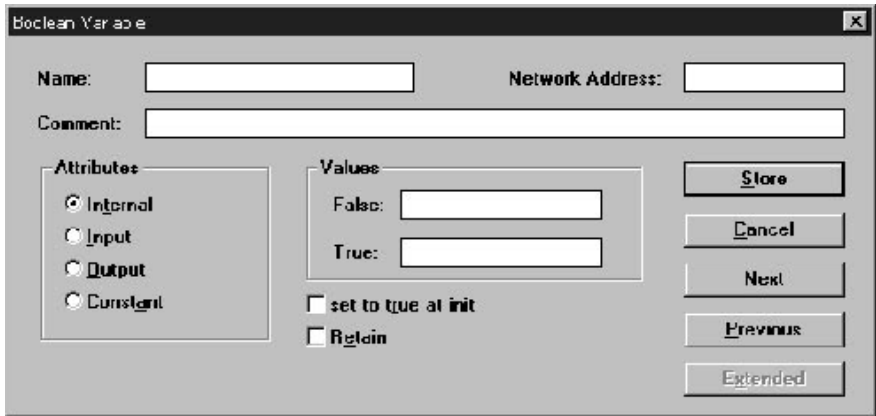 Boolean Variable
Name:
Network Address:
Comment:
Attributes
Internal
Input
Output
Constant
Values
False:
True:
set to true at init
Retain
Store
Cancel
Next
Previous
Extended